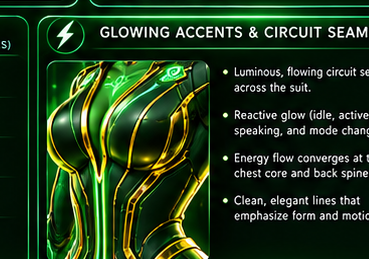 S)
GLOWING ACCENTS & CIRCUIT SEAM
Luminous, flowing circuit se
across the suit.
Reactive glow (idle, active
speaking, and mode chang
Energy flow converges at t
chest core and back spine
Clean, elegant lines that
emphasize form and motio